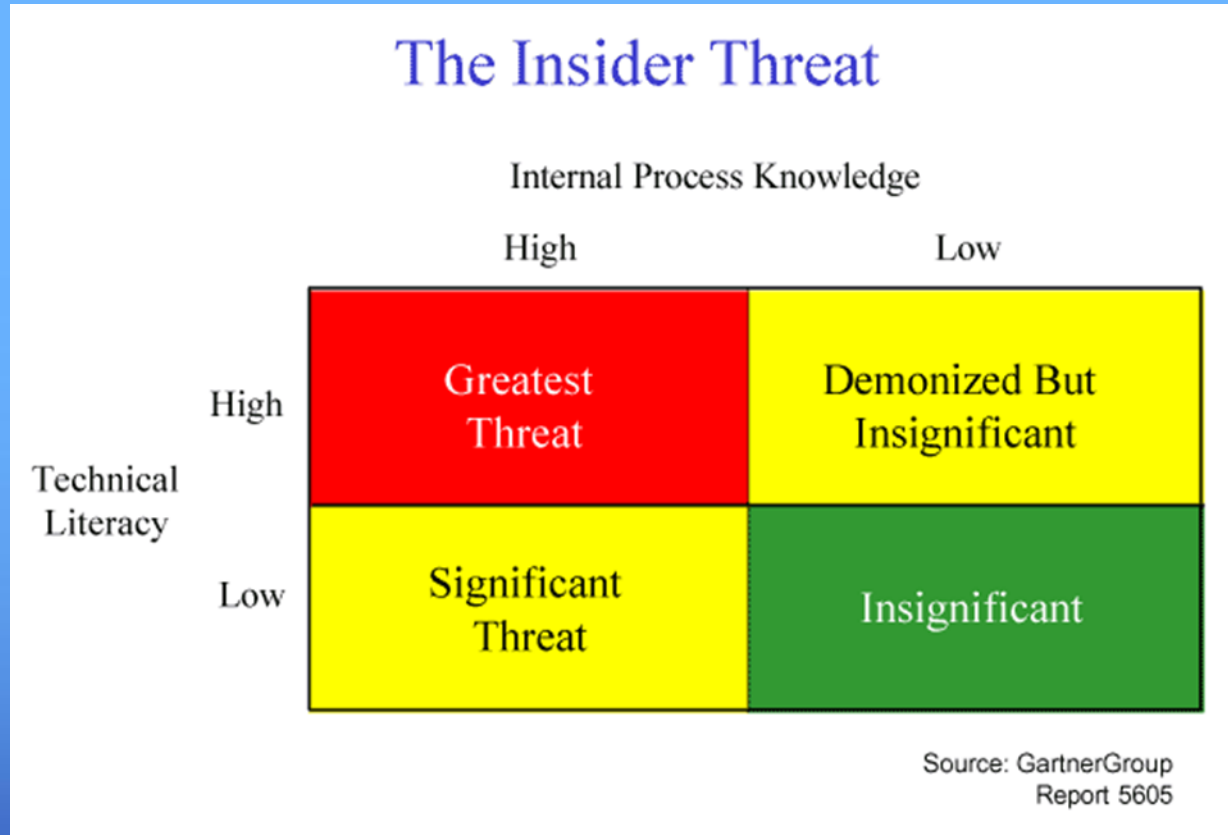 The Insider Threat
Internal Process Knowledge
High
Low
High
Greatest
Threat
Demonized But
Insignificant
Technical
Literacy
Low
Significant
Threat
Insignificant
Source: GartnerGroup
Report 5605